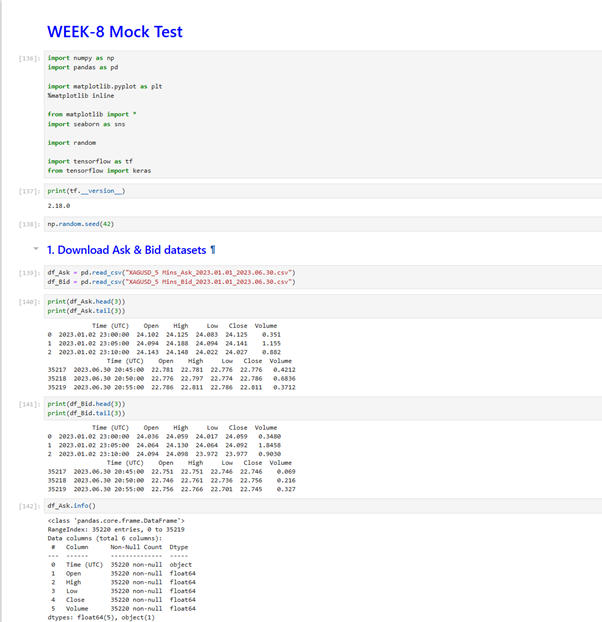 WEEK-8 Mock Test
[136]: import numpy as np
import pandas as pd
import matplotlib.pyplot as plt
%matplotlib inline
from matplotlib import *
import seaborn as sns
import random
import tensorflow as tf
from tensorflow import keras
[137]: print(tf.__version__)
2.18.0
[138]: np.random.seed(42)
1. Download Ask & Bid datasets ¶
[139]: df_Ask = pd.read_csv("XAGUSD_5 Mins_Ask_2023.01.01_2023.06.30.csv")
df_Bid = pd.read_csv("XAGUSD_5 Mins_Bid_2023.01.01_2023.06.30.csv")
[140]: print(df_Ask.head(3))
print(df_Ask.tail(3))
Time (UTC) Open High Low Close Volume
0 2023.01.02 23:00:00 24.102 24.125 24.083 24.125 0.351
1 2023.01.02 23:05:00 24.094 24.188 24.094 24.141 1.155
2 2023.01.02 23:10:00 24.143 24.148 24.022 24.027 0.882
Time (UTC) Open High Low Close Volume
35217 2023.06.30 20:45:00 22.781 22.781 22.776 22.776 0.4212
35218 2023.06.30 20:50:00 22.776 22.797 22.774 22.786 0.6836
35219 2023.06.30 20:55:00 22.786 22.811 22.786 22.811 0.3712
[141]: print(df_Bid.head(3))
print(df_Bid.tail(3))
Time (UTC) Open High Low Close Volume
0 2023.01.02 23:00:00 24.036 24.059 24.017 24.059 0.3480
1 2023.01.02 23:05:00 24.064 24.130 24.064 24.092 1.8458
2 2023.01.02 23:10:00 24.094 24.098 23.972 23.977 0.9030
Time (UTC) Open High Low Close Volume
35217 2023.06.30 20:45:00 22.751 22.751 22.746 22.746 0.069
35218 2023.06.30 20:50:00 22.746 22.761 22.736 22.756 0.216
35219 2023.06.30 20:55:00 22.756 22.766 22.701 22.745 0.327
[142]: df_Ask.info()
<class 'pandas.core.frame.DataFrame'>
RangeIndex: 35220 entries, 0 to 35219
Data columns (total 6 columns):
# Column Non-Null Count Dtype
--- ------ -------------- -----
0 Time (UTC) 35220 non-null object
1 Open 35220 non-null float64
2 High 35220 non-null float64
3 Low 35220 non-null float64
4 Close 35220 non-null float64
5 Volume 35220 non-null float64
dtypes: float64(5), object(1)